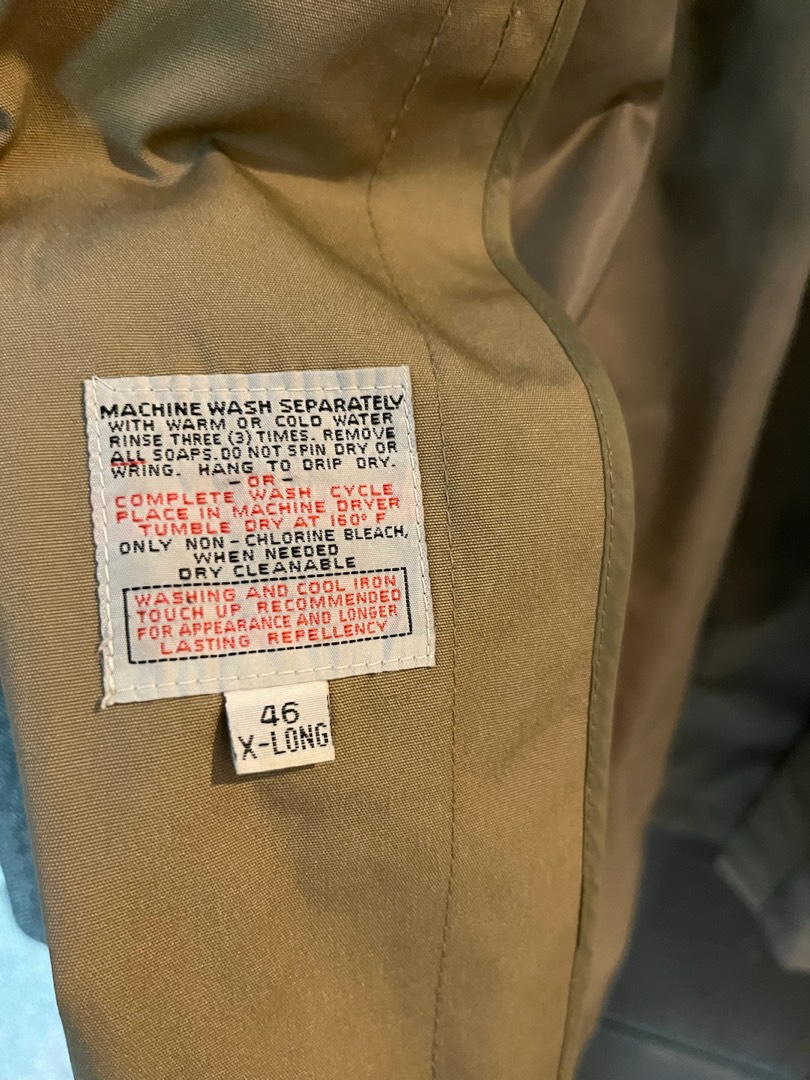 MACHINE WASH SEPARATELY
WITH WARM OR COLD WATER
RINSE THREE (3) TIMES. REMOVE
ALL SOAPS. DO NOT SPIN DRY OR
WRING. HANG TO DRIP DRY.
- OR -
COMPLETE WASH CYCLE
PLACE IN MACHINE DRYER
TUMBLE DRY AT 160° F
ONLY NON-CHLORINE BLEACH,
WHEN NEEDED
DRY CLEANABLE
WASHING AND COOL IRON
TOUCH UP RECOMMENDED
FOR APPEARANCE AND LONGER
LASTING REPELLENCY
46
X-LONG